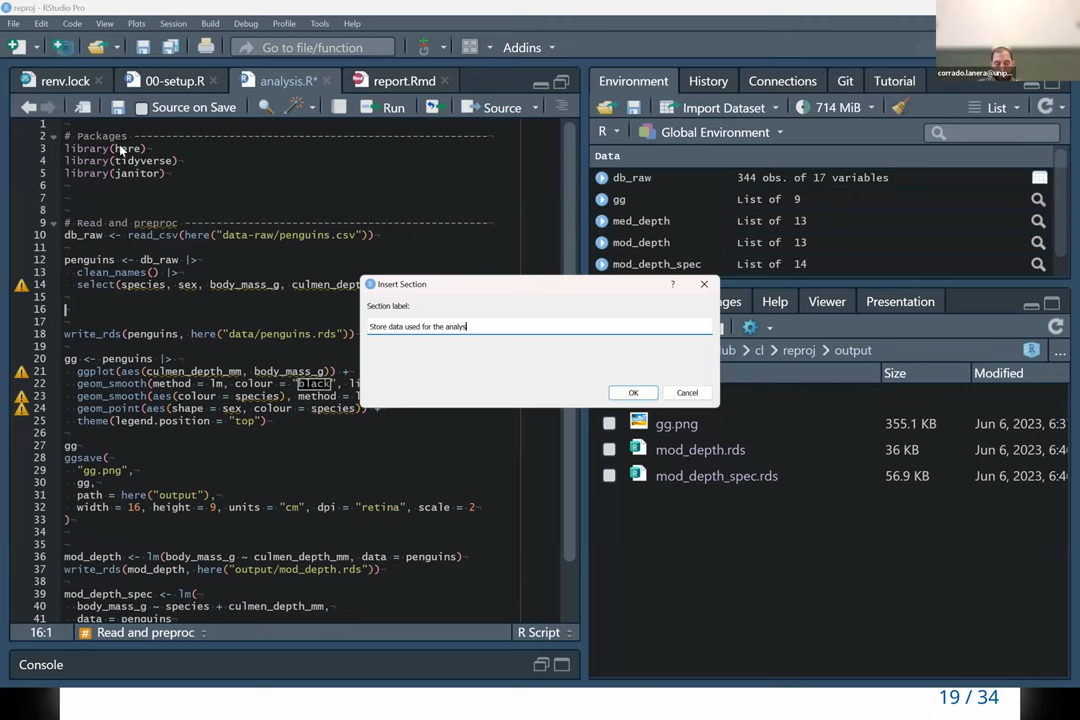 reproj - RStudio Pro
File Edit Code View Plots Session Build Debug Profile Tools Help
Go to file/function Addins
corrado.lanera@unip...
renv.lock 00-setup.R analysis.R* report.Rmd
Source on Save Run Source
1
2 # Packages ------------------------------------------------
3 library(here)
4 library(tidyverse)
5 library(janitor)
6
7
8
9 # Read and preproc ----------------------------------------
10 db_raw <- read_csv(here("data-raw/penguins.csv"))
11
12 penguins <- db_raw |>
13 clean_names() |>
14 select(species, sex, body_mass_g, culmen_dept
15
16
17
18 write_rds(penguins, here("data/penguins.rds"))
19
20 gg <- penguins |>
21 ggplot(aes(culmen_depth_mm, body_mass_g)) +
22 geom_smooth(method = lm, colour = "black", li
23 geom_smooth(aes(colour = species), method = l
24 geom_point(aes(shape = sex, colour = species)) +
25 theme(legend.position = "top")
26
27 gg
28 ggsave(
29 "gg.png",
30 gg,
31 path = here("output"),
32 width = 16, height = 9, units = "cm", dpi = "retina", scale = 2
33 )
34
35
36 mod_depth <- lm(body_mass_g ~ culmen_depth_mm, data = penguins)
37 write_rds(mod_depth, here("output/mod_depth.rds"))
38
39 mod_depth_spec <- lm(
40 body_mass_g ~ species + culmen_depth_mm,
41 data = penguins
16:1 Read and preproc R Script
Console
Insert Section ?
Section label:
Store data used for the analys
OK Cancel
Environment History Connections Git Tutorial
Import Dataset 714 MiB List
R Global Environment
Data
db_raw 344 obs. of 17 variables
gg List of 9
med_depth List of 13
mod_depth List of 13
mod_depth_spec List of 14
ages Help Viewer Presentation
ub cl reproj output ...
Size Modified
gg.png 355.1 KB Jun 6, 2023, 6:3
mod_depth.rds 36 KB Jun 6, 2023, 6:4
mod_depth_spec.rds 56.9 KB Jun 6, 2023, 6:4
19 / 34